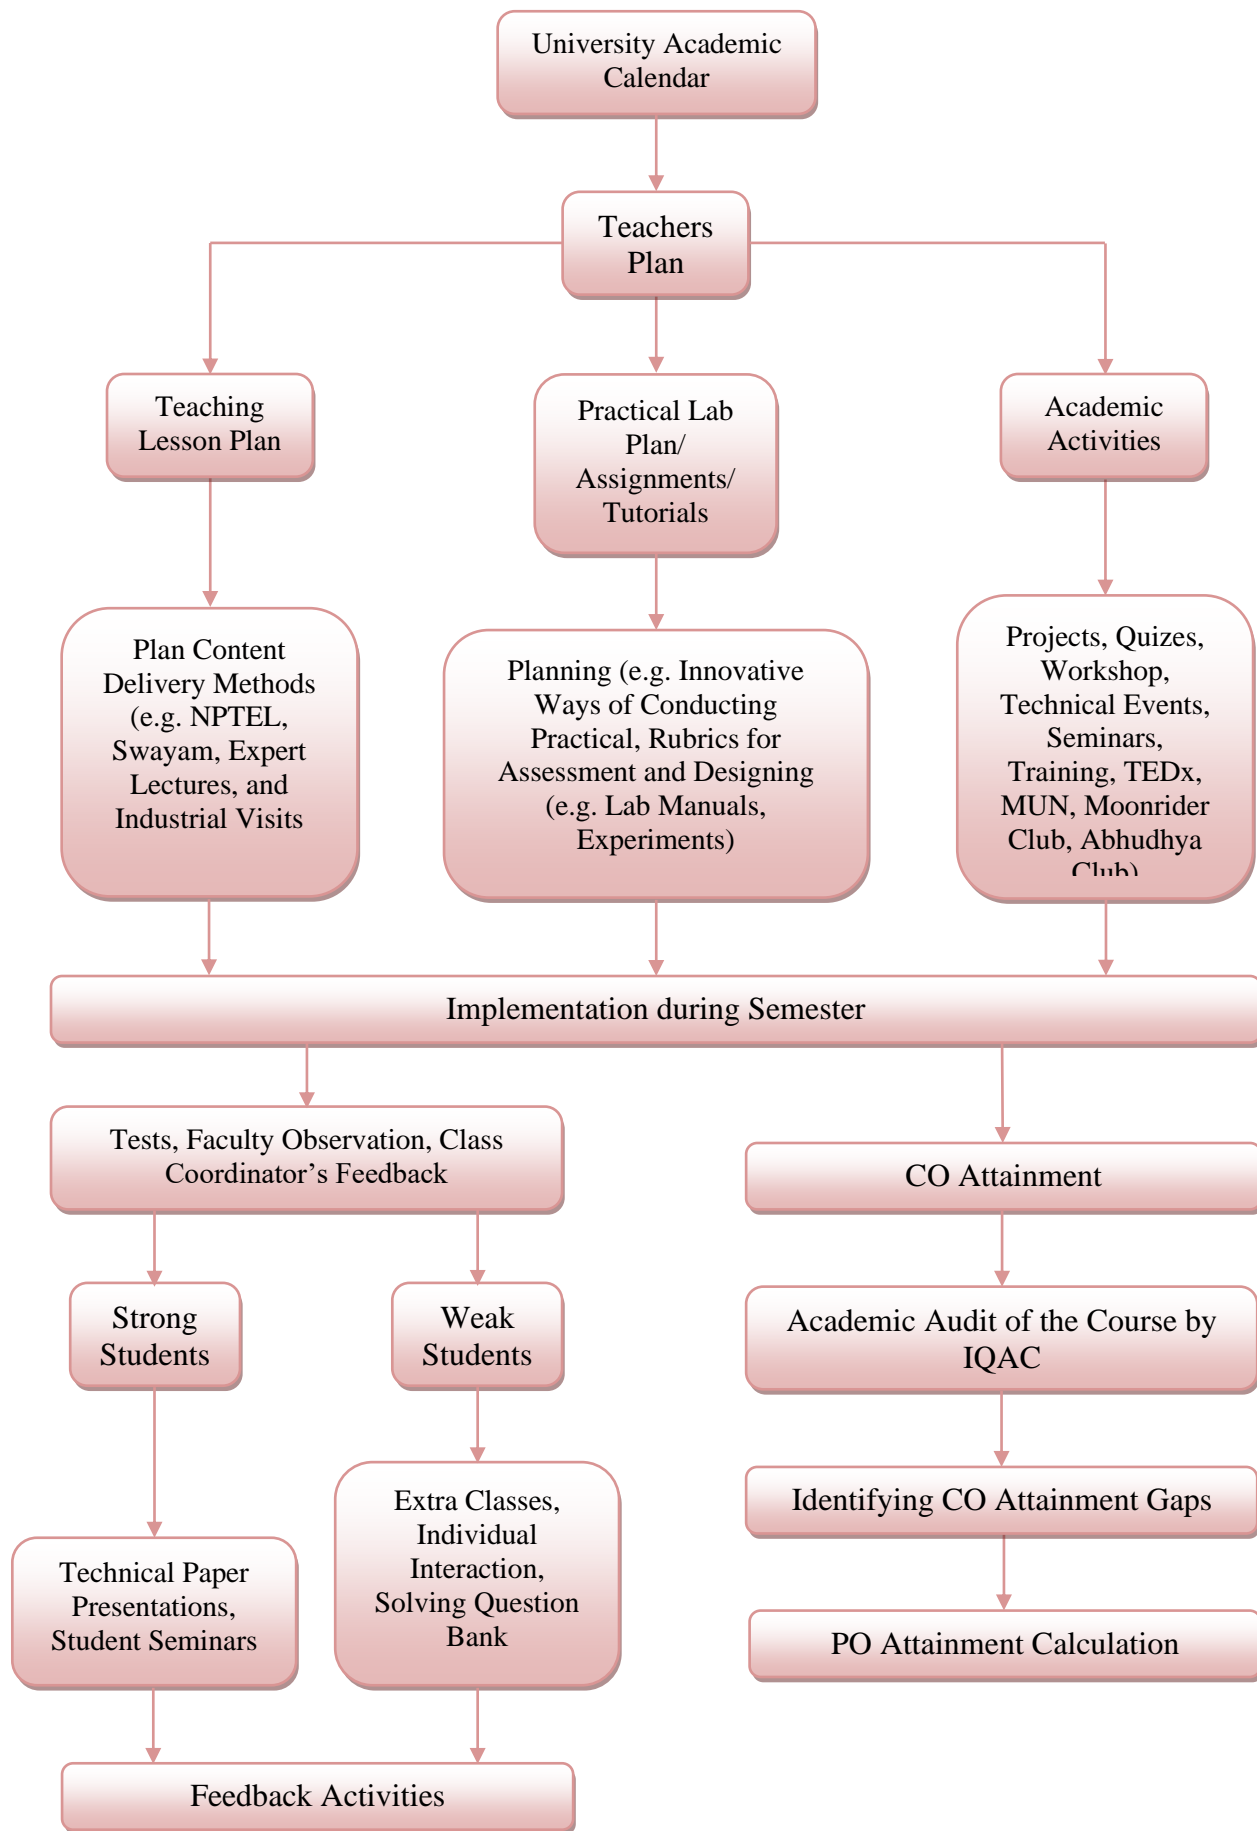 University Academic
Calendar
Teachers
Plan
Teaching
Lesson Plan
Practical Lab
Plan/
Assignments/
Tutorials
Academic
Activities
Plan Content
Delivery Methods
(e.g. NPTEL,
Swayam, Expert
Lectures, and
Industrial Visits
Planning (e.g. Innovative
Ways of Conducting
Practical, Rubrics for
Assessment and Designing
(e.g. Lab Manuals,
Experiments)
Projects, Quizes,
Workshop,
Technical Events,
Seminars,
Training, TEDx,
MUN, Moonrider
Club, Abhudhya
Club)
Implementation during Semester
Tests, Faculty Observation, Class
Coordinator’s Feedback
CO Attainment
Strong
Students
Weak
Students
Academic Audit of the Course by
IQAC
Extra Classes,
Individual
Interaction,
Solving Question
Bank
Identifying CO Attainment Gaps
Technical Paper
Presentations,
Student Seminars
PO Attainment Calculation
Feedback Activities